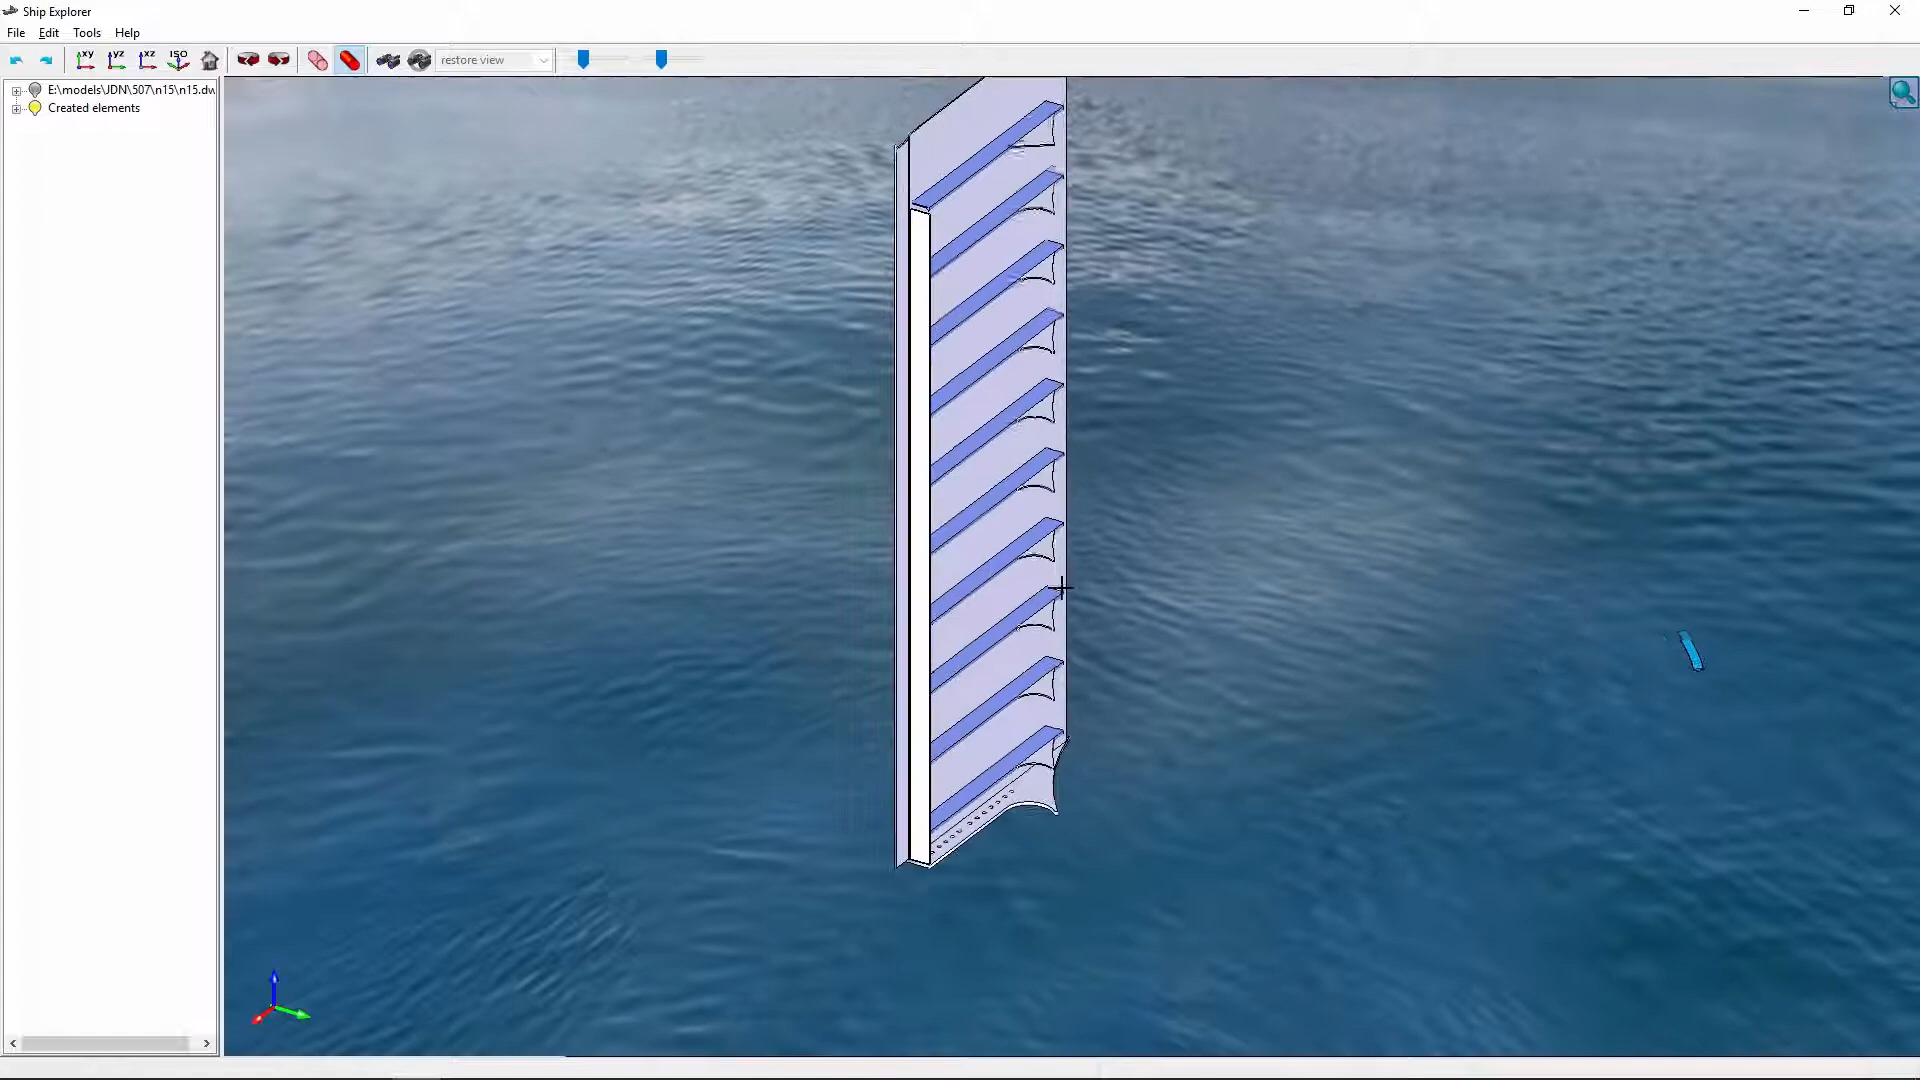 Ship Explorer
File Edit Tools Help
xy yz xz ISO restore view
E:\models\JDN\507\n15\n15.dw
Created elements